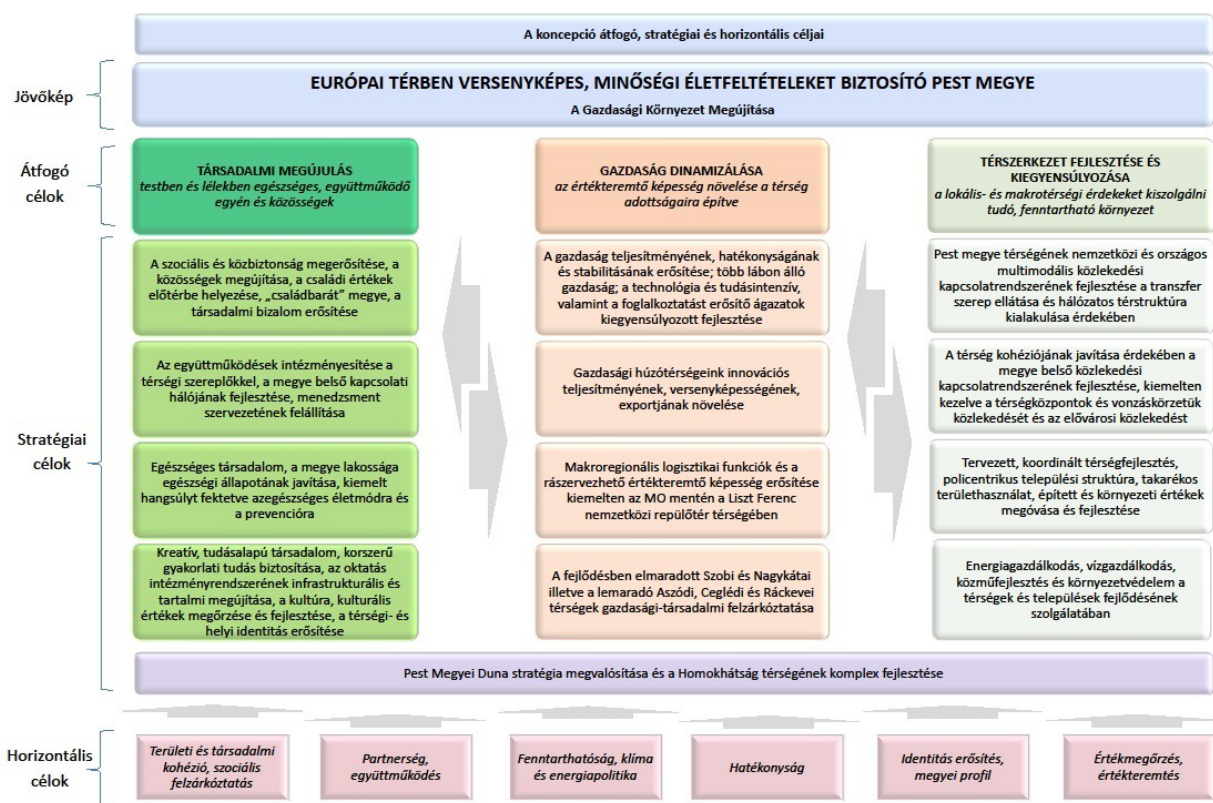 A koncepció átfogó, stratégiai és horizontális céljai
Jövőkép
EURÓPAI TÉRBEN VERSENYKÉPES, MINŐSÉGI ÉLETFELTÉTELEKET BIZTOSÍTÓ PEST MEGYE
A Gazdasági Környezet Megújítása
Átfogó
célok
TÁRSADALMI MEGÚJULÁS
testben és lélekben egészséges, együttműködő
egyén és közösségek
GAZDASÁG DINAMIZÁLÁSA
az értékteremtő képesség növelése a térség
adottságaira építve
TÉRSZERKEZET FEJLESZTÉSE ÉS
KIEGYENSÚLYOZÁSA
a lokális- és makrotérségi érdekeket kiszolgálni
tudó, fenntartható környezet
Stratégiai
célok
A szociális és közbiztonság megerősítése, a
közösségek megújítása, a családi értékek
előtérbe helyezése, „családbarát” megye, a
társadalmi bizalom erősítése
A gazdaság teljesítményének, hatékonyságának
és stabilitásának erősítése; több lábon álló
gazdaság; a technológia és tudásintenzív,
valamint a foglalkoztatást erősítő ágazatok
kiegyensúlyozott fejlesztése
Pest megye térségének nemzetközi és országos
multimodális közlekedési
kapcsolatrendszerének fejlesztése a transzfer
szerep ellátása és hálózatos térstruktúra
kialakulása érdekében
Az együttműködések intézményesítése a
térségi szereplőkkel, a megye belső kapcsolati
hálójának fejlesztése, menedzsment
szervezetének felállítása
Gazdasági húzótérségeink innovációs
teljesítményének, versenyképességének,
exportjának növelése
A térség kohéziójának javítása érdekében a
megye belső közlekedési
kapcsolatrendszerének fejlesztése, kiemelten
kezelve a térségközpontok és vonzáskörzetük
közlekedését és az elővárosi közlekedést
Egészséges társadalom, a megye lakossága
egészségi állapotának javítása, kiemelt
hangsúlyt fektetve azegészséges életmódra és
a prevencióra
Makroregionális logisztikai funkciók és a
rászervezhető értékteremtő képesség erősítése
kiemelten az MO mentén a Liszt Ferenc
nemzetközi repülőtér térségében
Tervezett, koordinált térségfejlesztés,
policentrikus települési struktúra, takarékos
területhasználat, épített és környezeti értékek
megóvása és fejlesztése
Kreatív, tudásalapú társadalom, korszerű
gyakorlati tudás biztosítása, az oktatás
intézményrendszerének infrastrukturális és
tartalmi megújítása, a kultúra, kulturális
értékek megőrzése és fejlesztése, a térségi- és
helyi identitás erősítése
A fejlődésben elmaradott Szobi és Nagykátai
illetve a lemaradó Aszódi, Ceglédi és Ráckevei
térségek gazdasági-társadalmi felzárkóztatása
Energiagazdálkodás, vízgazdálkodás,
közműfejlesztés és környezetvédelem a
térségek és települések fejlődésének
szolgálatában
Pest Megyei Duna stratégia megvalósítása és a Homokhátság térségének komplex fejlesztése
Horizontális
célok
Területi és társadalmi
kohézió, szociális
felzárkóztatás
Partnerség,
együttműködés
Fenntarthatóság, klíma
és energiapolitika
Hatékonyság
Identitás erősítés,
megyei profil
Értékmegőrzés,
értékteremtés